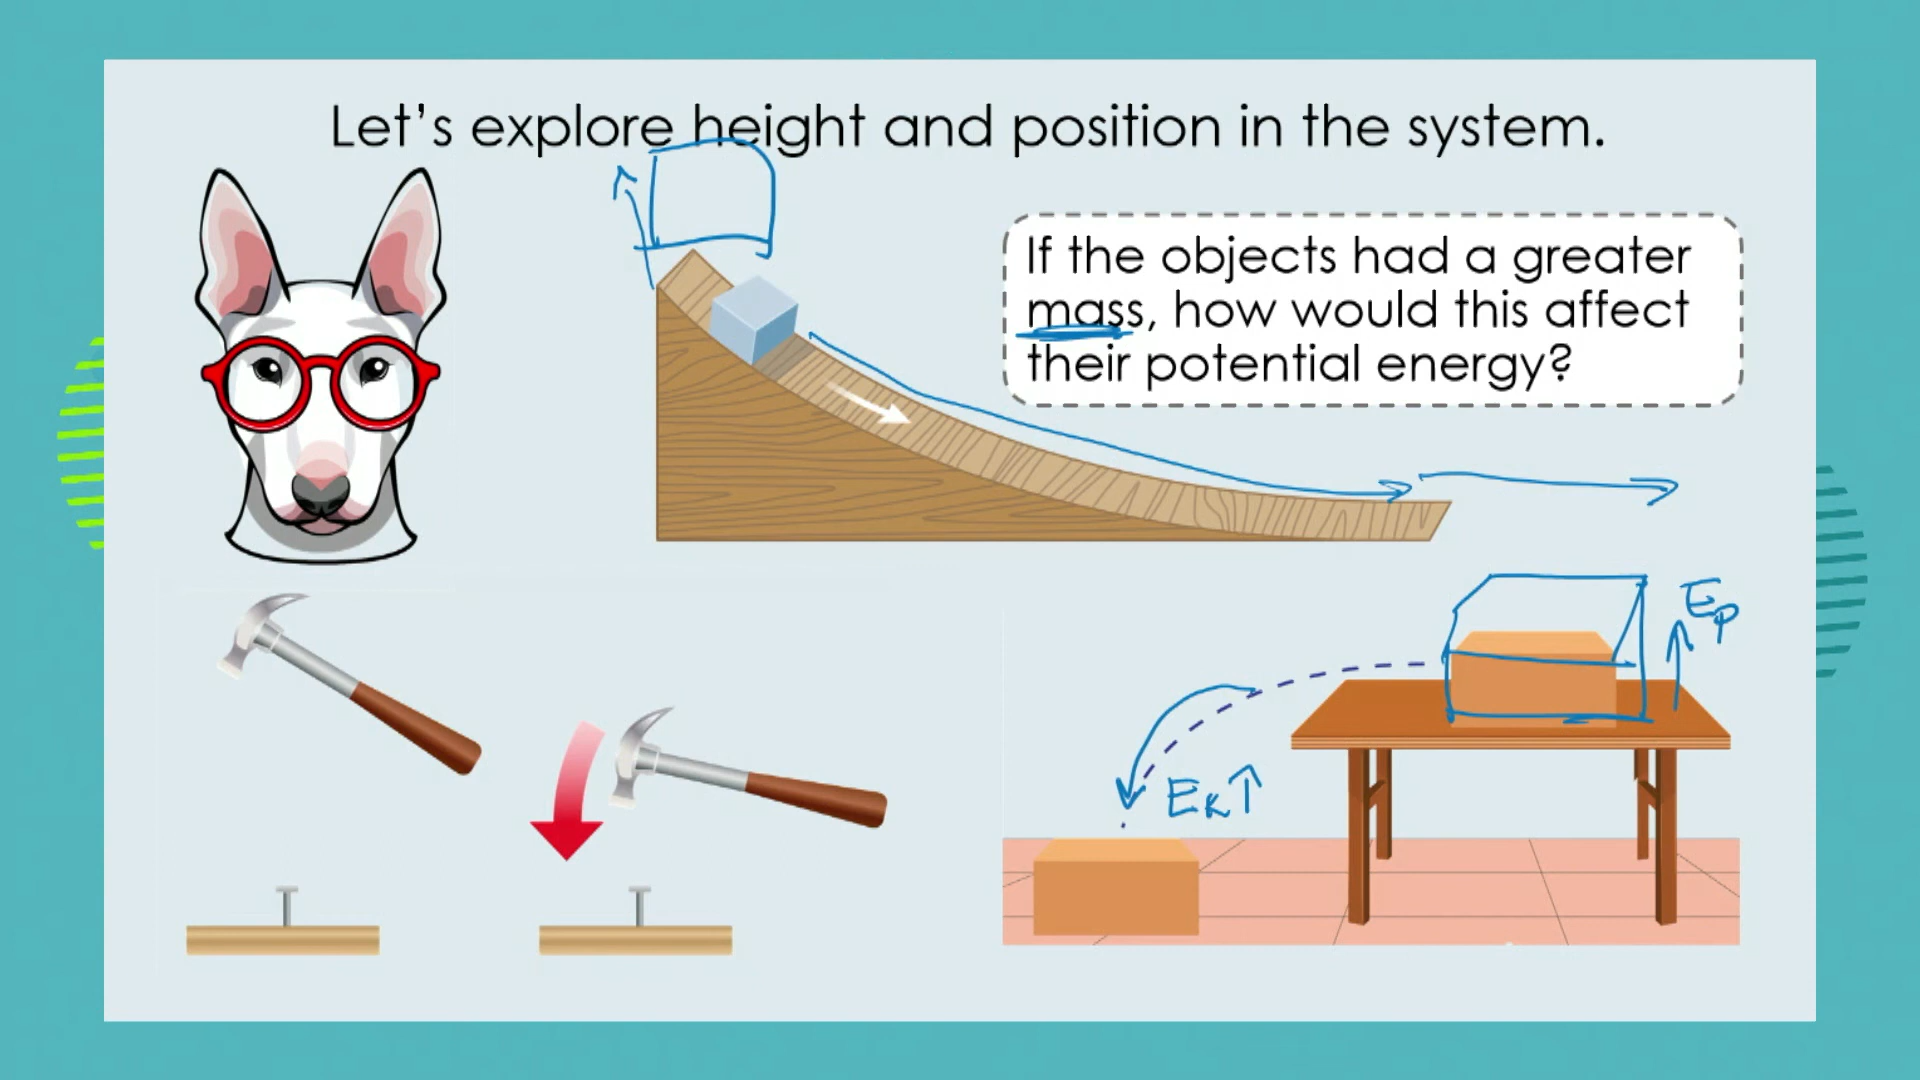 Let's explore height and position in the system.
If the objects had a greater
mass, how would this affect
their potential energy?
Ep
Ek↑